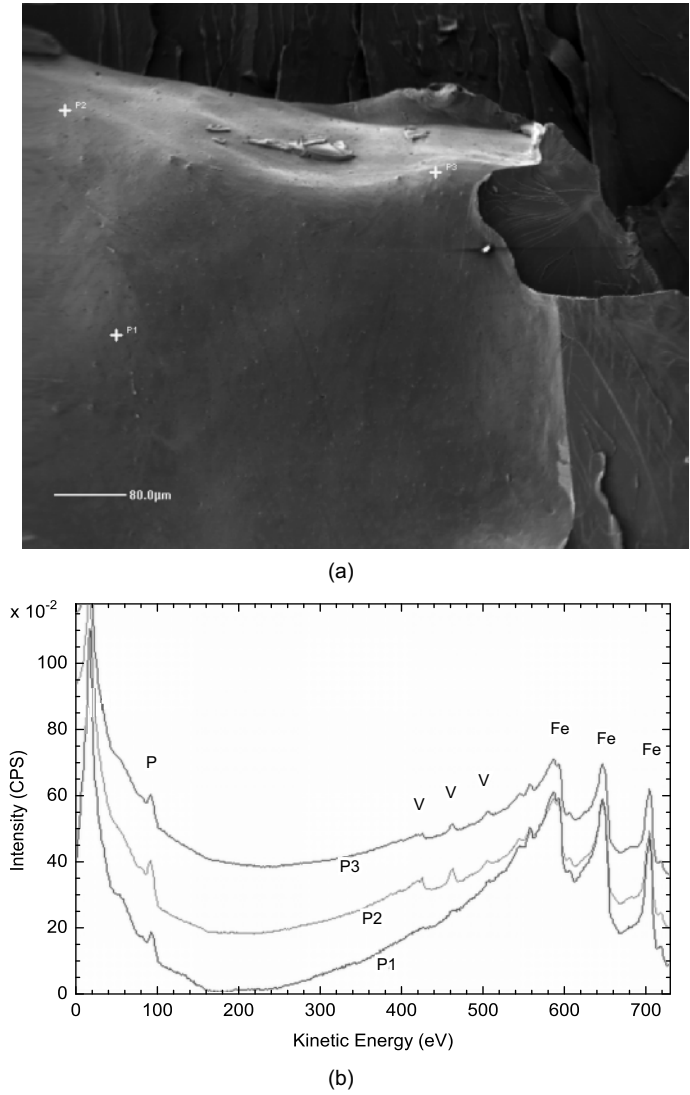 P2
P3
P1
80.0µm
(a)
x 10-2
100
80
60
40
20
0
Intensity (CPS)
P
V
V
V
Fe
Fe
Fe
P3
P2
P1
0
100
200
300
400
500
600
700
Kinetic Energy (eV)
(b)